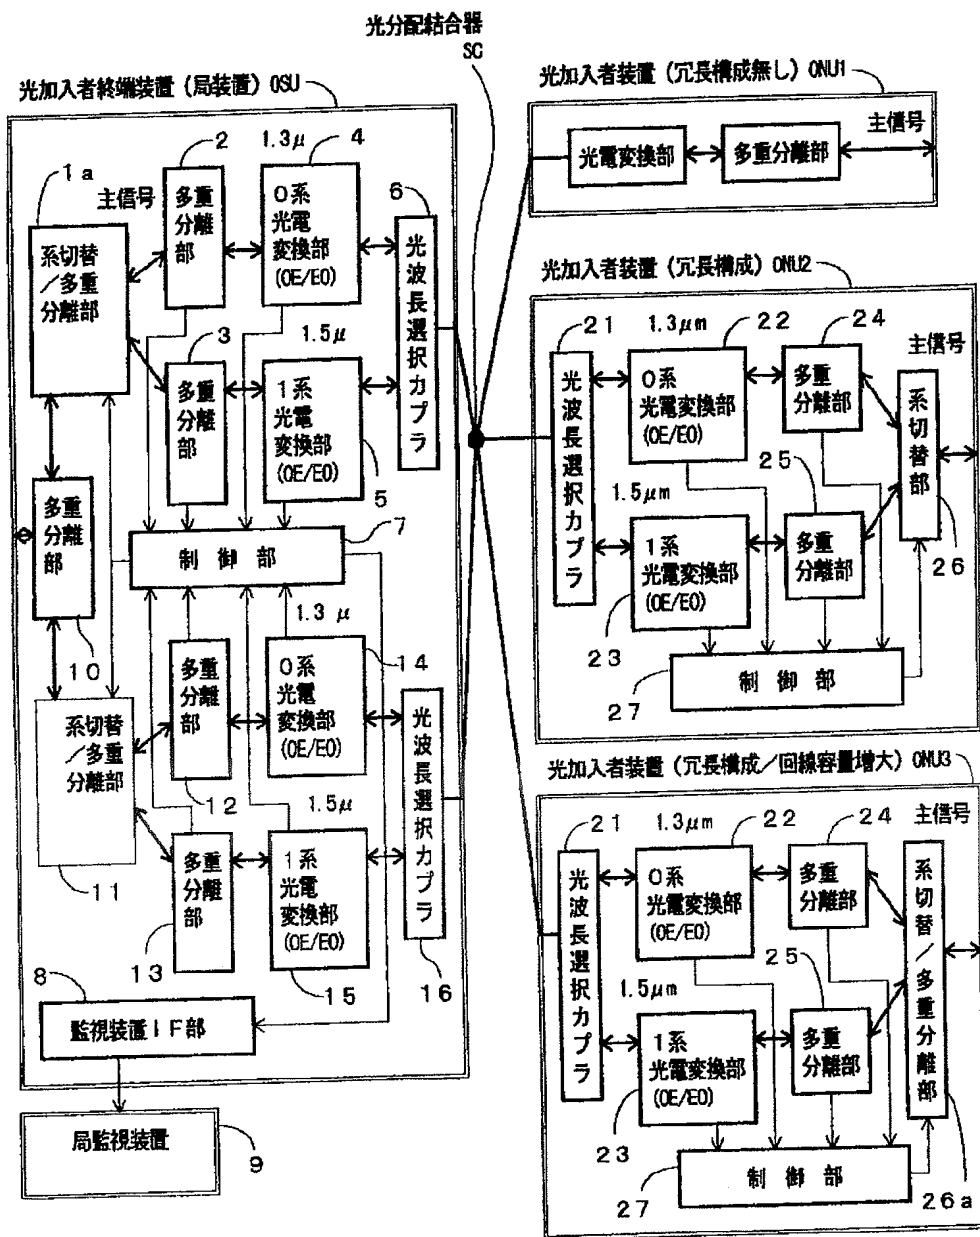 光分配結合器
SC
光加入者終端装置(局装置)OSU
1a
主信号
系切替
/多重
分離部
2
多重
分離
部
1.3μ
4
0系
光電
変換部
(OE/EO)
6
光波長選択カプラ
3
多重
分離
部
1.5μ
1系
光電
変換部
(OE/EO)
5
多重
分離
部
10
7
制御部
1.3 μ
系切替
/多重
分離部
11
多重
分離
部
12
0系
光電
変換部
(OE/EO)
14
光波長選択カプラ
16
1.5μ
多重
分離
部
13
1系
光電
変換部
(OE/EO)
15
8
監視装置IF部
局監視装置
9
光加入者装置(冗長構成無し)ONU1
光電変換部
多重分離部
主信号
光加入者装置(冗長構成)ONU2
21
光波長選択カプラ
1.3μm
22
0系
光電変換部
(OE/EO)
24
多重
分離部
主信号
系切替部
26
1.5μm
1系
光電変換部
(OE/EO)
23
25
多重
分離部
制御部
27
光加入者装置(冗長構成/回線容量増大)ONU3
21
光波長選択カプラ
1.3μm
22
0系
光電変換部
(OE/EO)
24
多重
分離部
主信号
系切替/多重分離部
26a
1.5μm
1系
光電変換部
(OE/EO)
23
25
多重
分離部
制御部
27